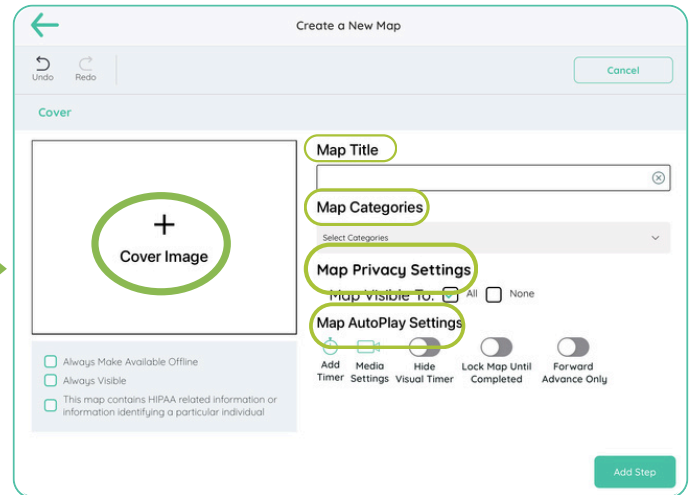 Create a New Map
Undo Redo
Cancel
Cover
+
Cover Image
Map Title
Map Categories
Select Categories
Map Privacy Settings
Map Visible To: All None
Map AutoPlay Settings
Add Timer
Media Settings
Hide Visual Timer
Lock Map Until Completed
Forward Advance Only
Always Make Available Offline
Always Visible
This map contains HIPAA related information or
information identifying a particular individual
Add Step